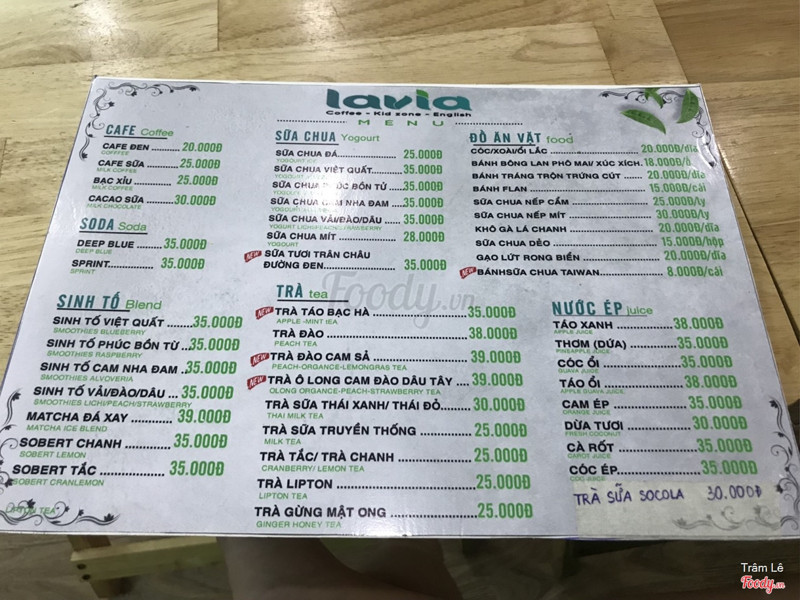 lavia
Coffee - Kid zone - English
MENU
CAFE Coffee
CAFE ĐEN ........ 20.000Đ
COFFFEE
CAFE SỮA ........ 25.000Đ
MILK COFFEE
BẠC XỈU ........ 25.000Đ
MILK COFFEE
CACAO SỮA ........ 30.000Đ
MILK CHOCOLATE
SODA Soda
DEEP BLUE ........ 35.000Đ
DEEP BLUE
SPRINT ........ 35.000Đ
SPRINT
SINH TỐ Blend
SINH TỐ VIỆT QUẤT ........ 35.000Đ
SMOOTHIES BLUEBERRY
SINH TỐ PHÚC BỒN TỬ ... 35.000Đ
SMOOTHIES RASPBERRY
SINH TỐ CAM NHA ĐAM .... 35.000Đ
SMOOTHIES ALVOVERIA
SINH TỐ VẢI/ĐÀO/DÂU .... 35.000Đ
SMOOTHIES LICHI/PEACH/STRAWBERRY
MATCHA ĐÁ XAY ........ 39.000Đ
MATCHA ICE BLEND
SOBERT CHANH ........ 35.000Đ
SOBERT LEMON
SOBERT TẮC ........ 35.000Đ
SOBERT CRANLEMON
LIPTON TEA
SỮA CHUA Yogourt
SỮA CHUA ĐÁ ........ 25.000Đ
YOGOURT ICE
SỮA CHUA VIỆT QUẤT ........ 35.000Đ
SỮA CHUA PHÚC BỒN TỬ ... 35.000Đ
SỮA CHUA CAM NHA ĐAM .... 35.000Đ
SỮA CHUA VẢI/ĐÀO/DÂU .... 35.000Đ
YOGOURT LICHI/PEACH/STRAWBERRY
SỮA CHUA MÍT ........ 28.000Đ
YOGOURT
NEW SỮA TƯƠI TRÂN CHÂU
ĐƯỜNG ĐEN ........ 35.000Đ
TRÀ tea
NEW TRÀ TÁO BẠC HÀ ........ 35.000Đ
APPLE -MINT TEA
TRÀ ĐÀO ........ 38.000Đ
PEACH TEA
NEW TRÀ ĐÀO CAM SẢ ........ 39.000Đ
PEACH-ORGANCE-LEMONGRAS TEA
NEW TRÀ Ô LONG CAM ĐÀO DÂU TÂY ... 39.000Đ
OLONG ORGANCE-PEACH-STRAWBERRY TEA
TRÀ SỮA THÁI XANH/ THÁI ĐỎ ........ 30.000Đ
THAI MILK TEA
TRÀ SỮA TRUYỀN THỐNG ........ 25.000Đ
MILK TEA
TRÀ TẮC/ TRÀ CHANH ........ 25.000Đ
CRANBERRY/ LEMON TEA
TRÀ LIPTON ........ 25.000Đ
LIPTON TEA
TRÀ GỪNG MẬT ONG ........ 25.000Đ
GINGER HONEY TEA
ĐỒ ĂN VẶT food
CÓC/XOÀI/ỔI LẮC ........ 20.000Đ/dĩa
BÁNH BÔNG LAN PHÔ MAI/ XÚC XÍCH. 18.000Đ/ổ
BÁNH TRÁNG TRỘN TRỨNG CÚT ........ 20.000Đ/dĩa
BÁNH FLAN ........ 15.000Đ/cái
SỮA CHUA NẾP CẨM ........ 25.000Đ/ly
SỮA CHUA NẾP MÍT ........ 30.000Đ/ly
KHÔ GÀ LÁ CHANH ........ 20.000Đ/dĩa
SỮA CHUA DẺO ........ 15.000Đ/hộp
GẠO LỨT RONG BIỂN ........ 20.000Đ/dĩa
NEW BÁNHSỮA CHUA TAIWAN ........ 8.000Đ/cái
NƯỚC ÉP juice
TÁO XANH ........ 38.000Đ
APPLE JUICE
THƠM (DỨA) ........ 35.000Đ
PINEAPPLE JUICE
CÓC ỔI ........ 35.000Đ
GUAVA JUICE
TÁO ỔI ........ 38.000Đ
APPLE GUAVA JUICE
CAM ÉP ........ 35.000Đ
ORANGE JUICE
DỪA TƯƠI ........ 30.000Đ
FRESH COCONUT
CÀ RỐT ........ 35.000Đ
CAROT JUICE
CÓC ÉP ........ 35.000Đ
COC JUICE
TRÀ SỮA SOCOLA 30.000Đ
Foody.vn
Trâm Lê
Foody.vn